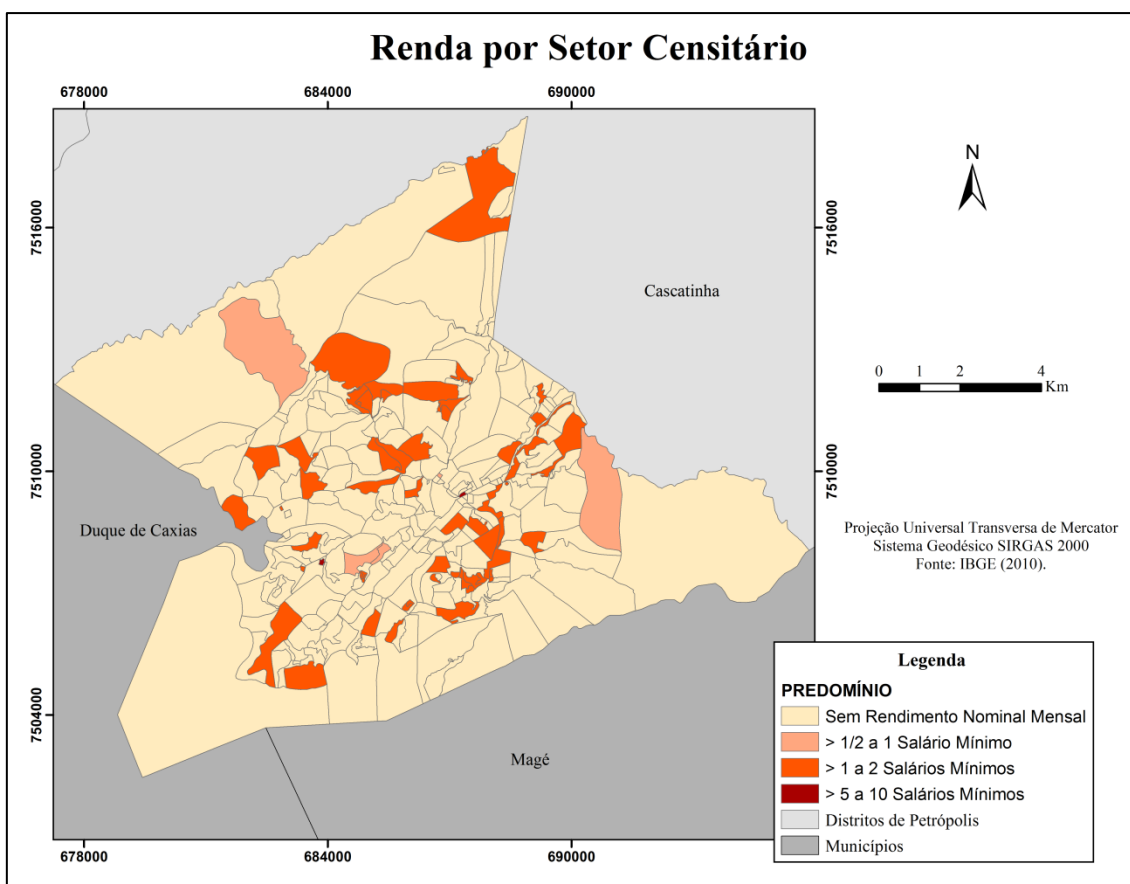 Renda por Setor Censitário
678000 684000 690000
N
7516000 7516000
Cascatinha
0 1 2 4
Km
7510000 7510000
Duque de Caxias
Projeção Universal Transversa de Mercator
Sistema Geodésico SIRGAS 2000
Fonte: IBGE (2010).
Legenda
PREDOMÍNIO
Sem Rendimento Nominal Mensal
> 1/2 a 1 Salário Mínimo
> 1 a 2 Salários Mínimos
> 5 a 10 Salários Mínimos
Distritos de Petrópolis
Municípios
7504000 7504000
Magé
678000 684000 690000